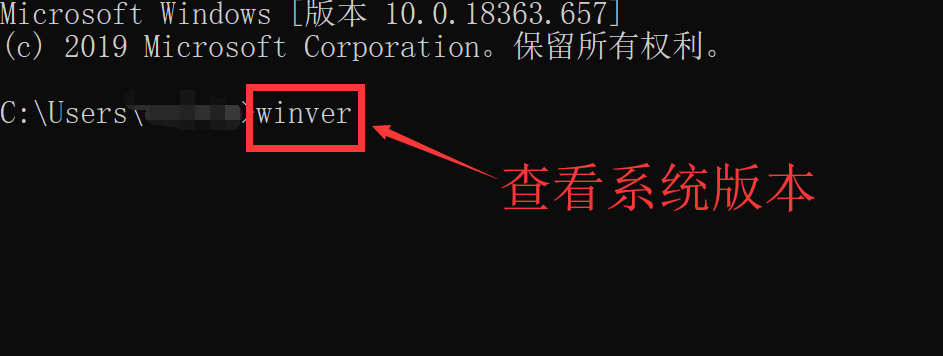 Microsoft Windows [版本 10.0.18363.657]
(c) 2019 Microsoft Corporation。保留所有权利。
C:\Users\ >winver
查看系统版本